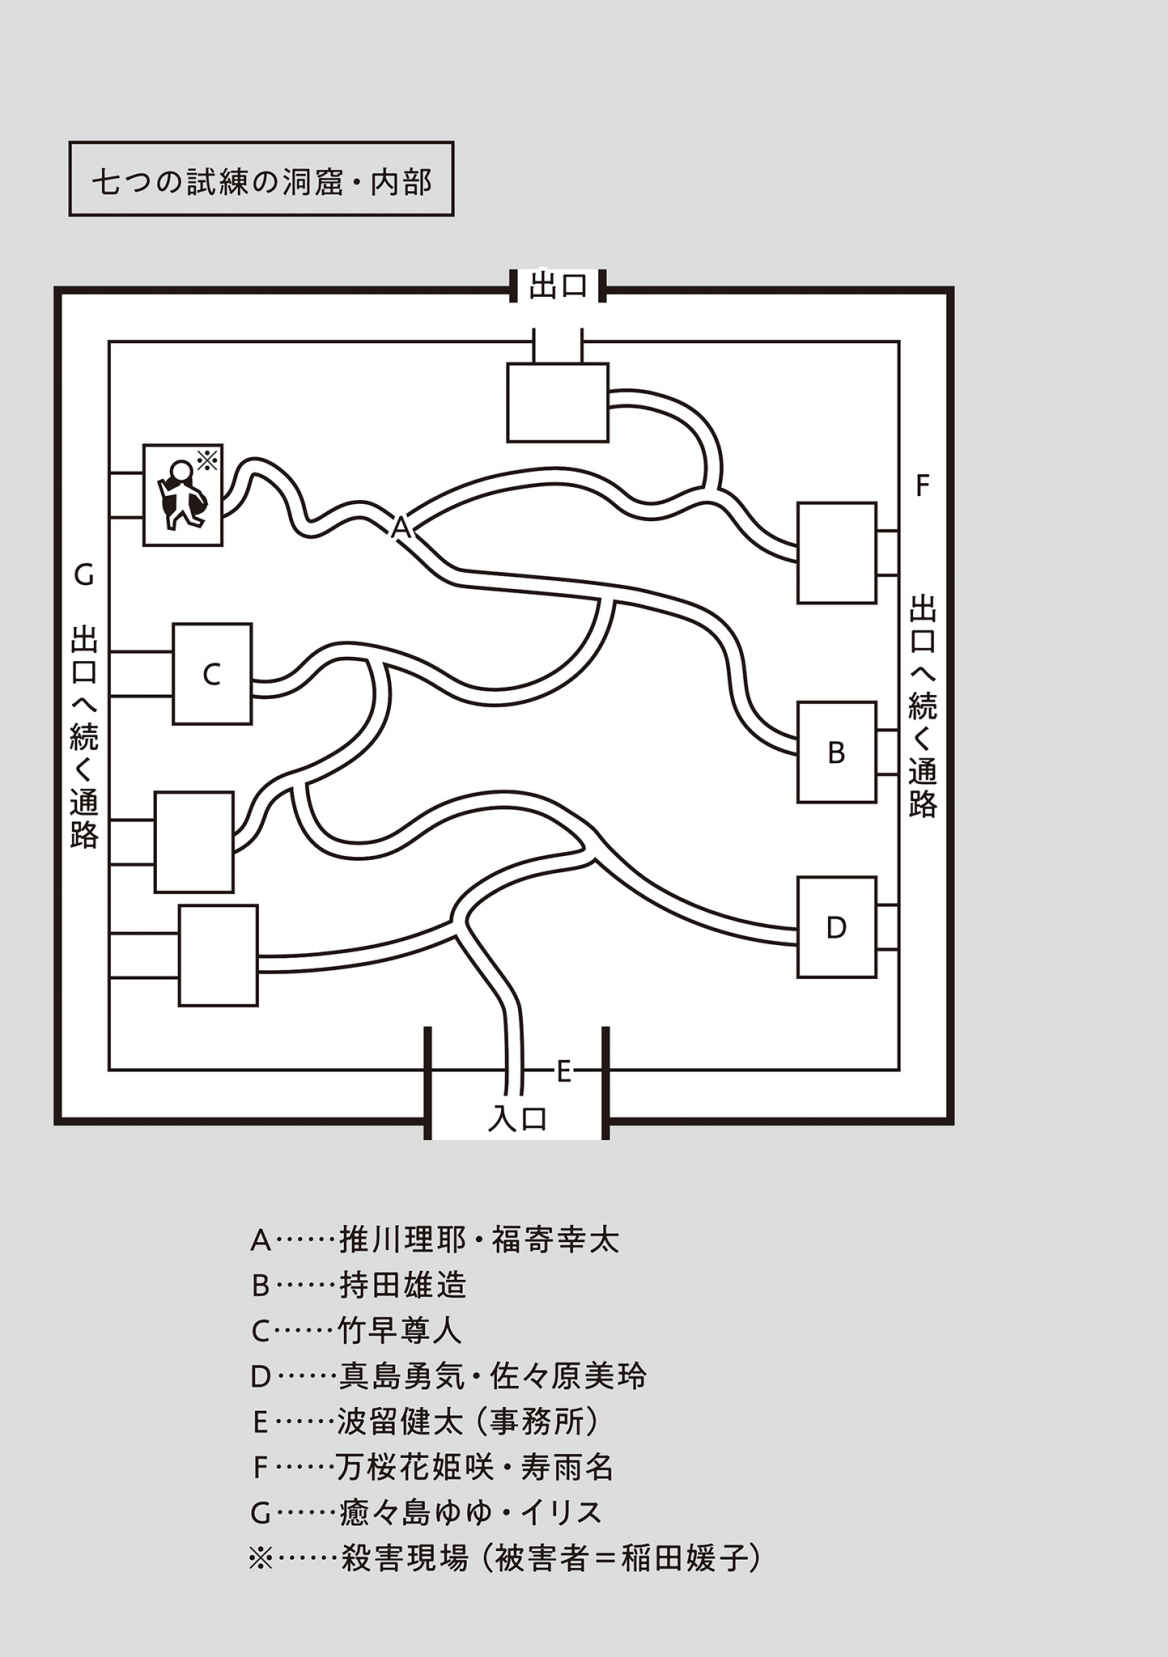 七つの試練の洞窟・内部
出口
※
A
F
G
出口へ続く通路
出口へ続く通路
C
B
D
E
入口
A……推川理耶・福寄幸太
B……持田雄造
C……竹早尊人
D……真島勇気・佐々原美玲
E……波留健太（事務所）
F……万桜花姫咲・寿雨名
G……癒々島ゆゆ・イリス
※……殺害現場（被害者＝稲田媛子）